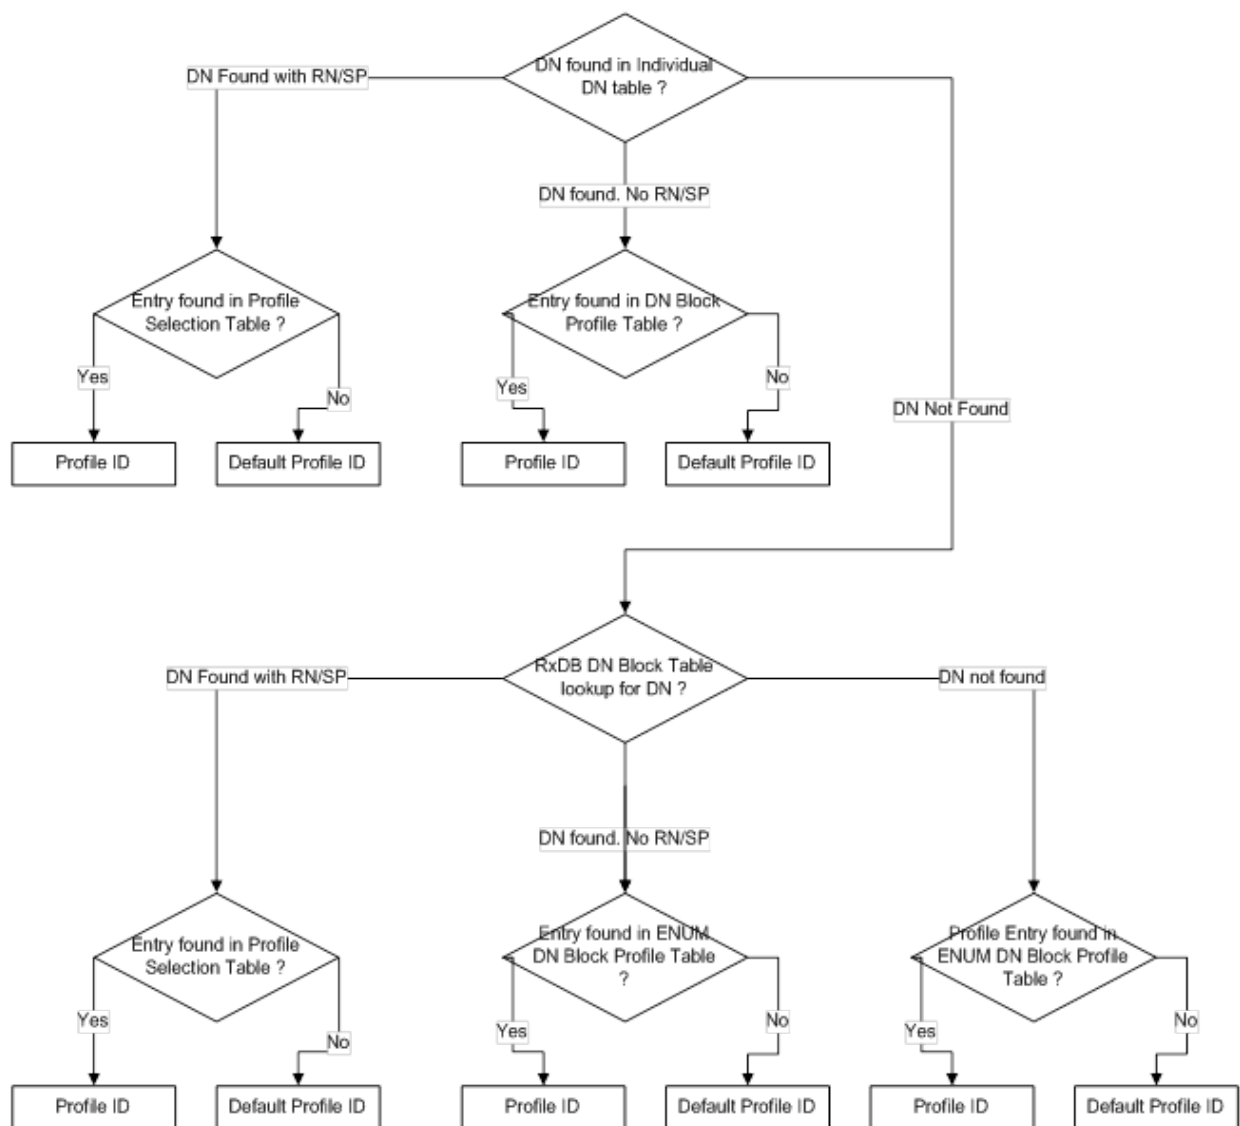 DN found in Individual
DN table ?
DN Found with RN/SP
DN found. No RN/SP
Entry found in Profile
Selection Table ?
Entry found in DN Block
Profile Table ?
Yes
No
Yes
No
DN Not Found
Profile ID
Default Profile ID
Profile ID
Default Profile ID
RxDB DN Block Table
lookup for DN ?
DN Found with RN/SP
DN not found
DN found. No RN/SP
Entry found in Profile
Selection Table ?
Entry found in ENUM
DN Block Profile Table
?
Profile Entry found in
ENUM DN Block Profile
Table ?
Yes
No
Yes
No
Yes
No
Profile ID
Default Profile ID
Profile ID
Default Profile ID
Profile ID
Default Profile ID